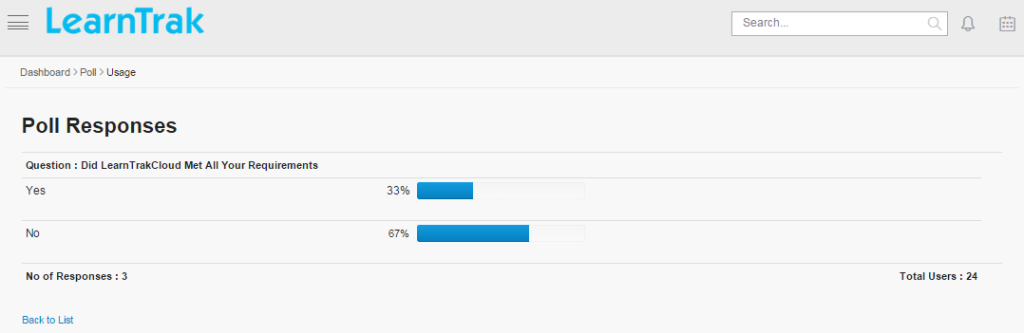 LearnTrak
Search...
Dashboard > Poll > Usage
Poll Responses
Question : Did LearnTrakCloud Met All Your Requirements
Yes 33%
No 67%
No of Responses : 3 Total Users : 24
Back to List